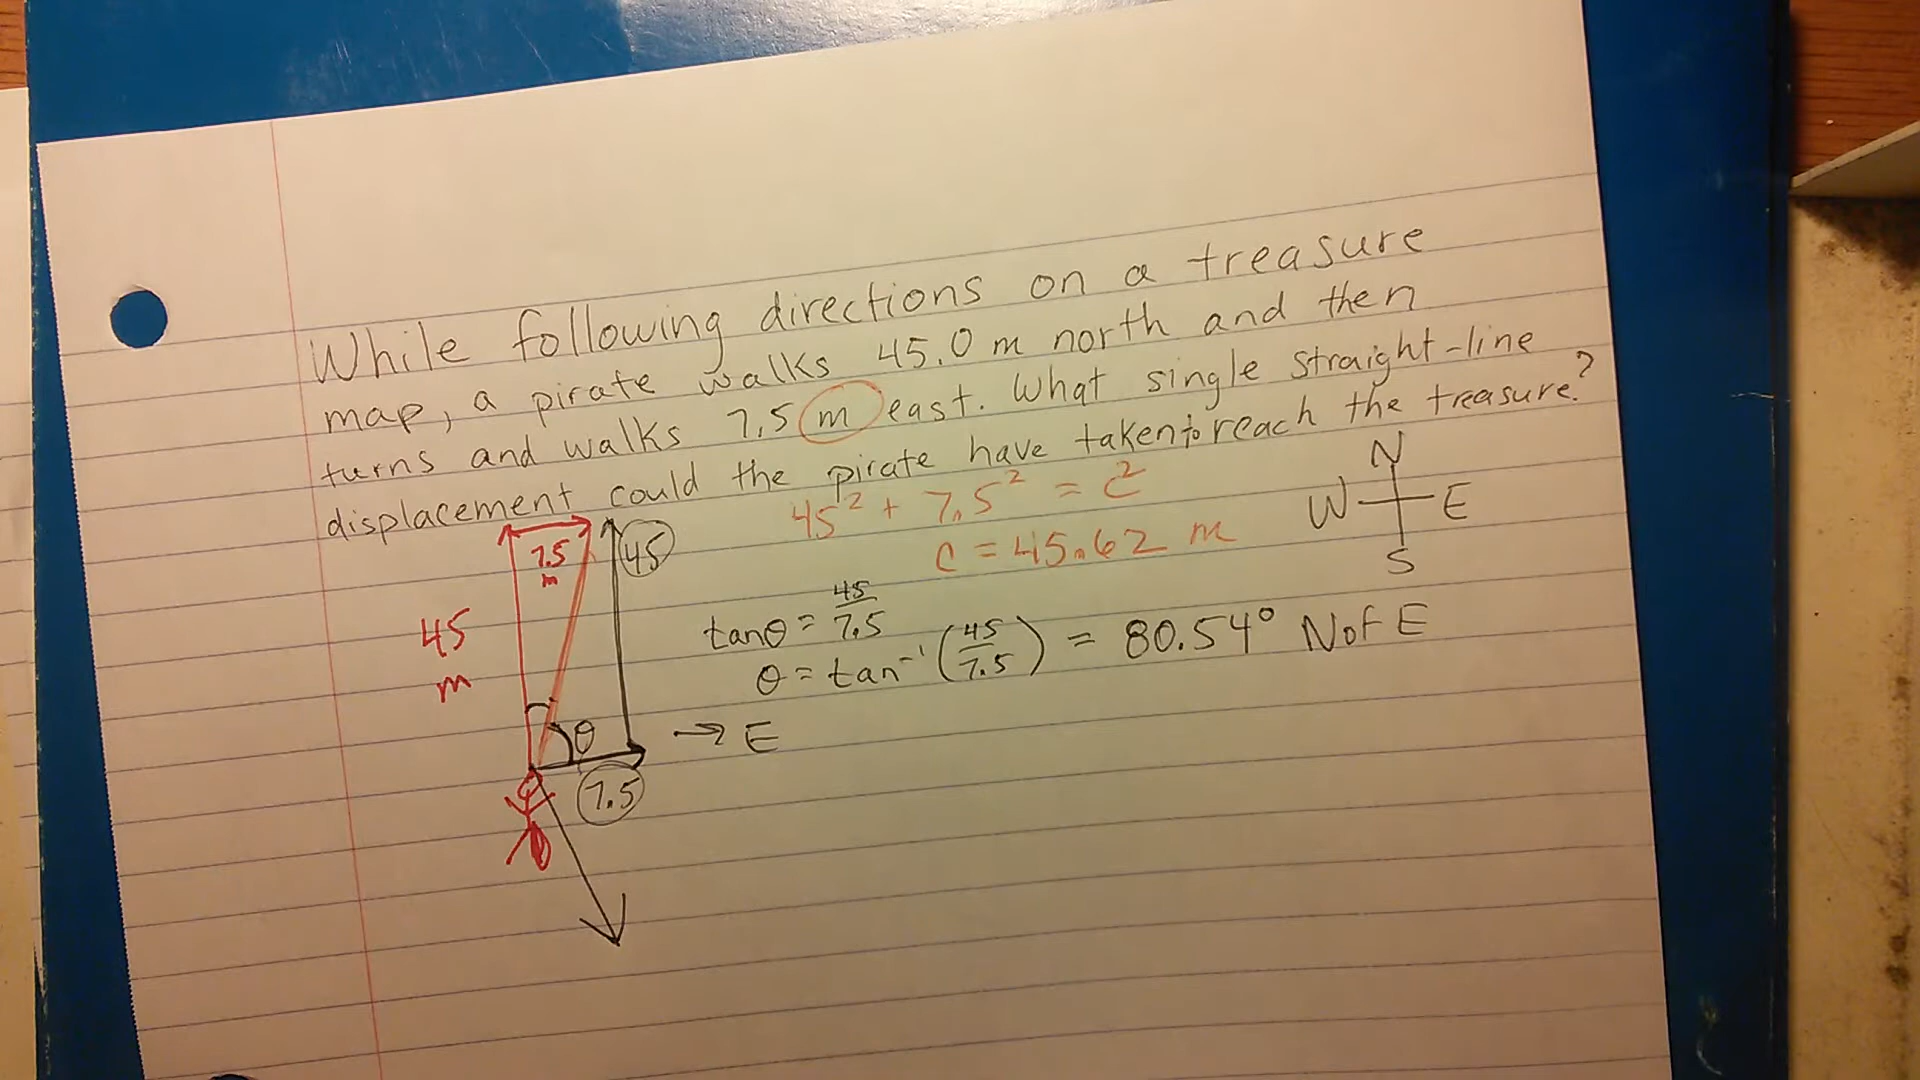 While following directions on a treasure
map, a pirate walks 45.0 m north and then
turns and walks 7.5 m east. What single straight-line
displacement could the pirate have taken to reach the treasure?
45² + 7.5² = c²
c = 45.62 m
N
W E
S
7.5
m
45
45
m
tanθ = 45/7.5
θ = tan⁻¹(45/7.5) = 80.54° N of E
θ
→ E
7.5